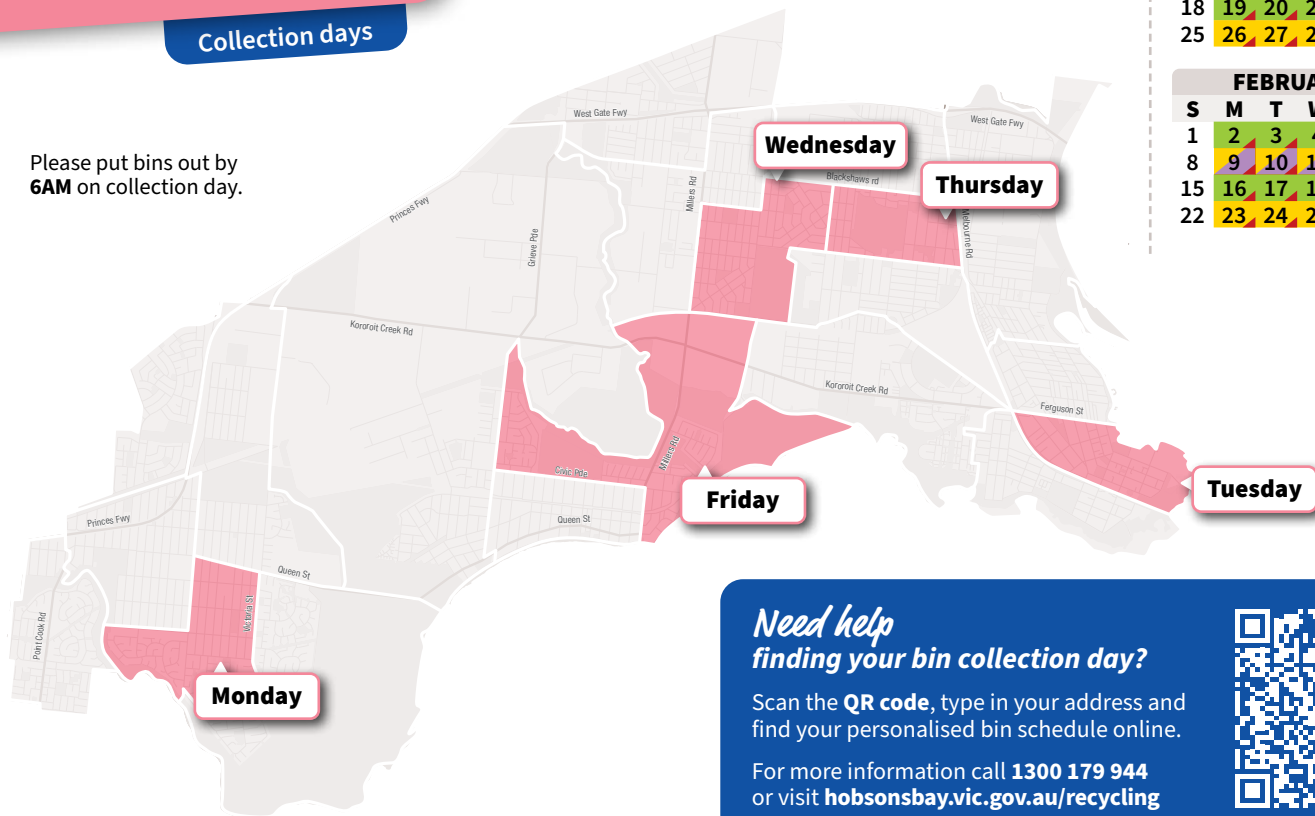 Collection days
Please put bins out by
6AM on collection day.
West Gate Fwy
West Gate Fwy
Wednesday
Blackshaws rd
Thursday
Millers Rd
Melbourne Rd
Princes Fwy
Grieve Pde
Kororoit Creek Rd
Kororoit Creek Rd
Ferguson St
Millers Rd
Civic Pde
Friday
Tuesday
Queen St
Princes Fwy
Queen St
Victoria St
Point Cook Rd
Monday
18 19 20
25 26 27
S M T
1 2 3
8 9 10
15 16 17
22 23 24
Need help
finding your bin collection day?
Scan the QR code, type in your address and
find your personalised bin schedule online.
For more information call 1300 179 944
or visit hobsonsbay.vic.gov.au/recycling